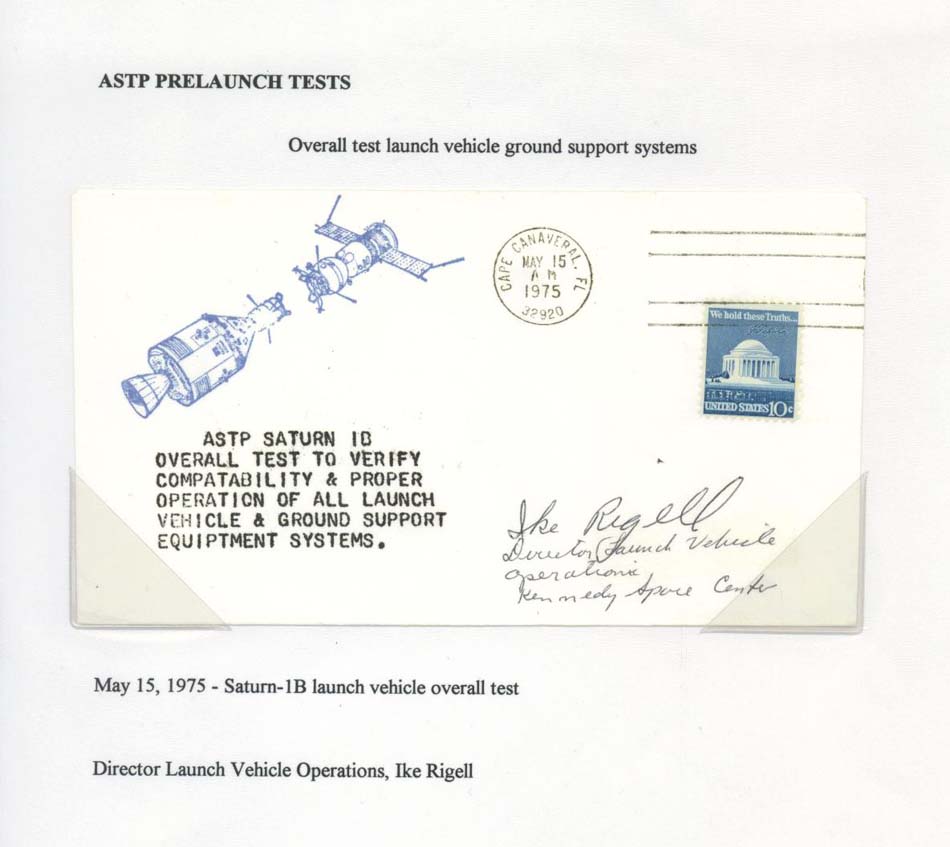 ASTP PRELAUNCH TESTS
Overall test launch vehicle ground support systems
CAPE CANAVERAL, FL
MAY 15
A M
1975
32920
We hold these Truths...
UNITED STATES 10c
ASTP SATURN IB
OVERALL TEST TO VERIFY
COMPATABILITY & PROPER
OPERATION OF ALL LAUNCH
VEHICLE & GROUND SUPPORT
EQUIPTMENT SYSTEMS.
Ike Rigell
Director Launch Vehicle
Operations
Kennedy Space Center
May 15, 1975 - Saturn-1B launch vehicle overall test
Director Launch Vehicle Operations, Ike Rigell